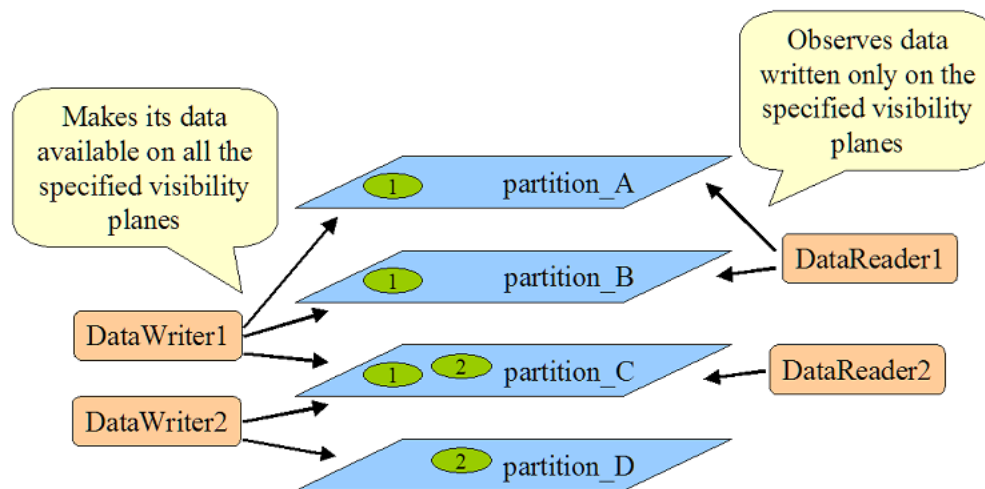 Observes data
written only on the
specified visibility
planes
Makes its data
available on all the
specified visibility
planes
1 partition_A
1 partition_B
DataReader1
DataWriter1
1 2 partition_C
DataReader2
DataWriter2
2 partition_D